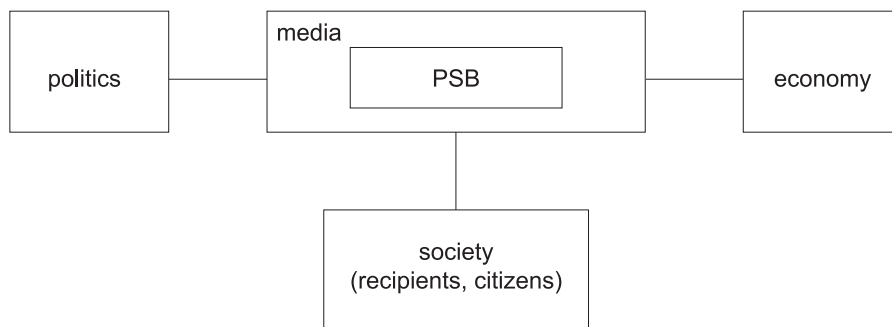 media
politics
PSB
economy
society
(recipients, citizens)